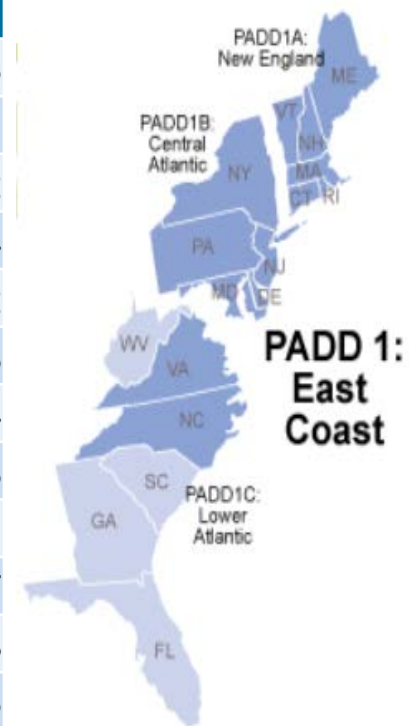 PADD1A:
New England
ME
VT
NH
PADD1B:
Central
Atlantic
NY
MA
CT RI
PA
NJ
MD DE
WV
PADD 1:
East
Coast
VA
NC
SC
PADD1C:
Lower
Atlantic
GA
FL